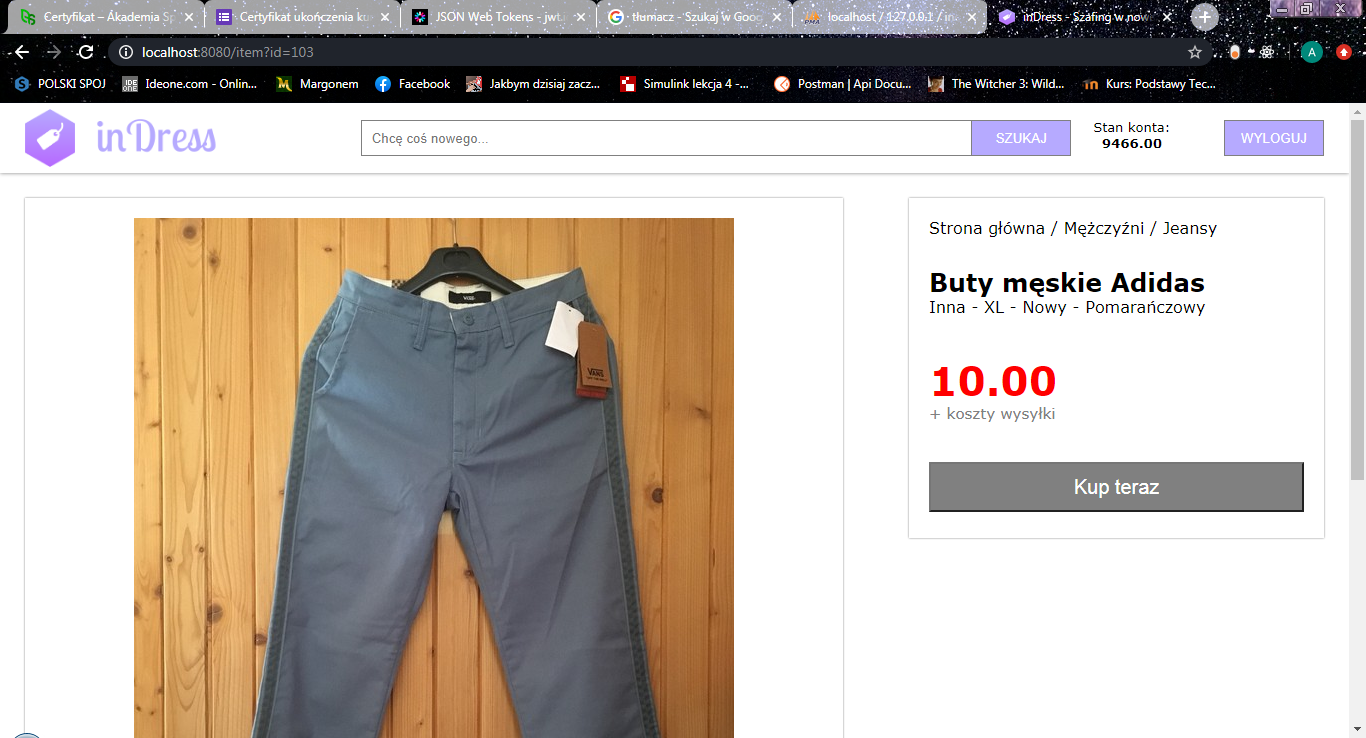 Certyfikat – Akademia Sp
Certyfikat ukończenia ku
JSON Web Tokens - jwt.i
tłumacz - Szukaj w Goog
localhost / 127.0.0.1 / in
inDress - Szafing w now
localhost:8080/item?id=103
A
POLSKI SPOJ
Ideone.com - Onlin...
Margonem
Facebook
Jakbym dzisiaj zacz...
Simulink lekcja 4 -...
Postman | Api Docu...
The Witcher 3: Wild...
Kurs: Podstawy Tec...
inDress
Chcę coś nowego...
SZUKAJ
Stan konta:
9466.00
WYLOGUJ
Strona główna / Mężczyźni / Jeansy
Buty męskie Adidas
Inna - XL - Nowy - Pomarańczowy
10.00
+ koszty wysyłki
Kup teraz
VANS